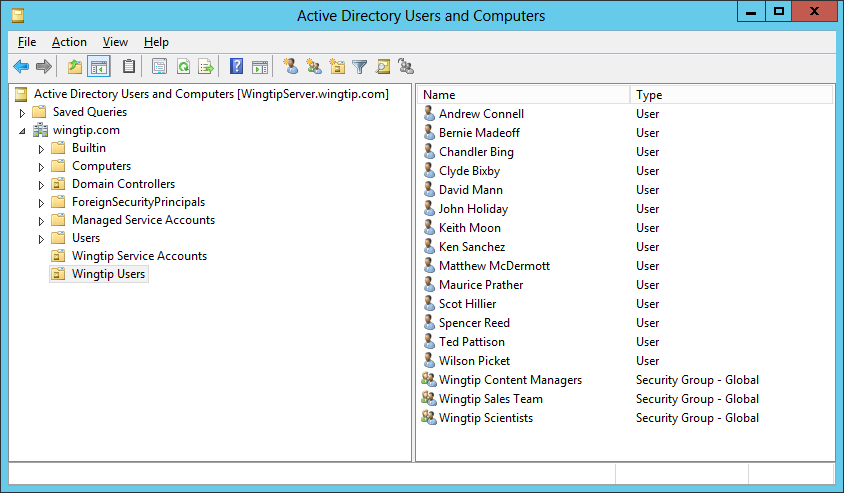 Active Directory Users and Computers
File Action View Help
Active Directory Users and Computers [WingtipServer.wingtip.com]
Saved Queries
wingtip.com
Builtin
Computers
Domain Controllers
ForeignSecurityPrincipals
Managed Service Accounts
Users
Wingtip Service Accounts
Wingtip Users
Name Type
Andrew Connell User
Bernie Madeoff User
Chandler Bing User
Clyde Bixby User
David Mann User
John Holiday User
Keith Moon User
Ken Sanchez User
Matthew McDermott User
Maurice Prather User
Scot Hillier User
Spencer Reed User
Ted Pattison User
Wilson Picket User
Wingtip Content Managers Security Group - Global
Wingtip Sales Team Security Group - Global
Wingtip Scientists Security Group - Global